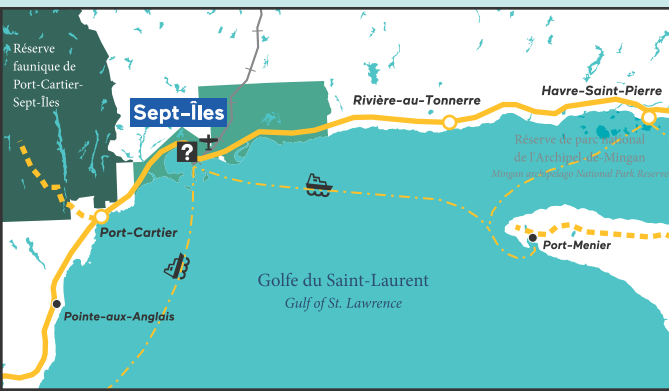 Réserve
faunique de
Port-Cartier-
Sept-Îles
Sept-Îles
?
Rivière-au-Tonnerre
Havre-Saint-Pierre
Réserve de parc national
de l'Archipel-de-Mingan
Mingan archipelago National Park Reserve
Port-Cartier
Port-Menier
Golfe du Saint-Laurent
Gulf of St. Lawrence
Pointe-aux-Anglais